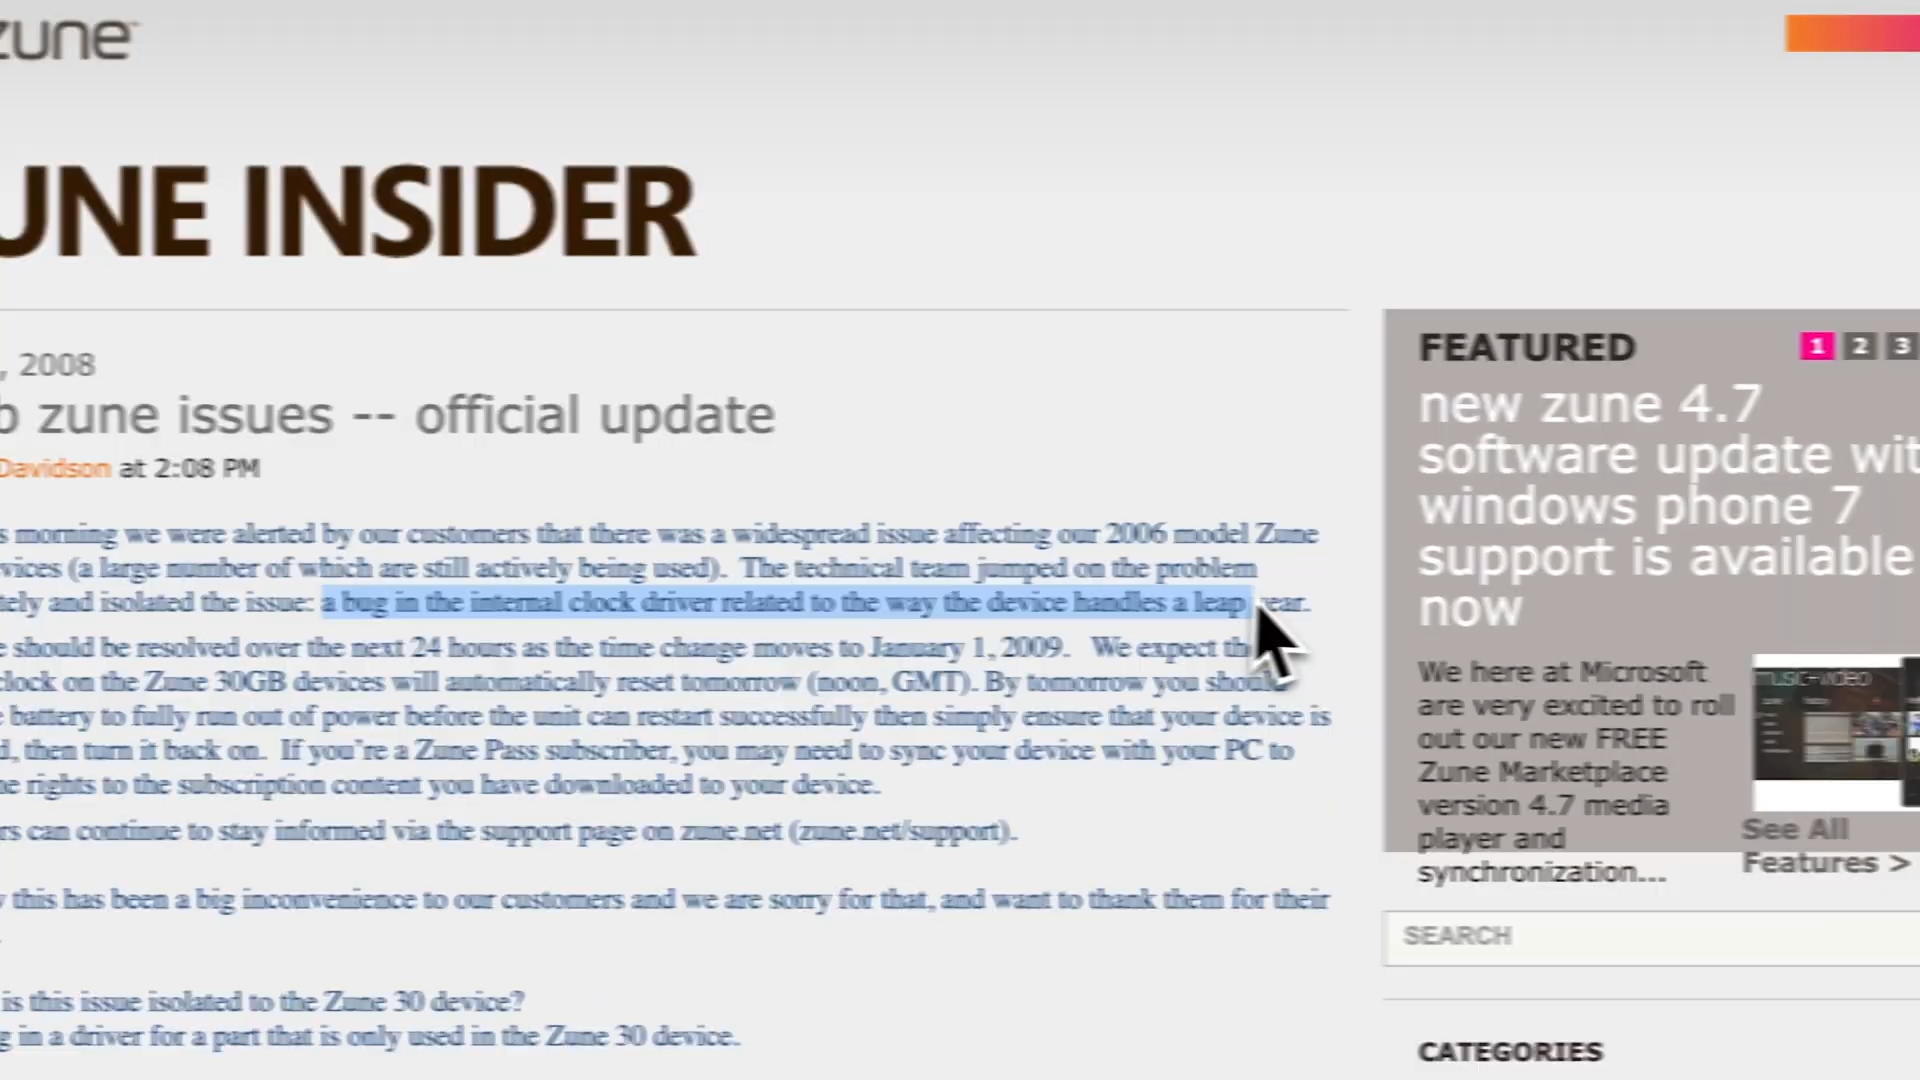 zune
UNE INSIDER
, 2008
b zune issues -- official update
Davidson at 2:08 PM
s morning we were alerted by our customers that there was a widespread issue affecting our 2006 model Zune
vices (a large number of which are still actively being used).  The technical team jumped on the problem
tely and isolated the issue: a bug in the internal clock driver related to the way the device handles a leap year.
e should be resolved over the next 24 hours as the time change moves to January 1, 2009.   We expect the
clock on the Zune 30GB devices will automatically reset tomorrow (noon, GMT). By tomorrow you should
e battery to fully run out of power before the unit can restart successfully then simply ensure that your device is
d, then turn it back on.  If you're a Zune Pass subscriber, you may need to sync your device with your PC to
he rights to the subscription content you have downloaded to your device.
rs can continue to stay informed via the support page on zune.net (zune.net/support).
y this has been a big inconvenience to our customers and we are sorry for that, and want to thank them for their
.
is this issue isolated to the Zune 30 device?
g in a driver for a part that is only used in the Zune 30 device.
FEATURED
1 2 3
new zune 4.7
software update wit
windows phone 7
support is available
now
We here at Microsoft
are very excited to roll
out our new FREE
Zune Marketplace
version 4.7 media
player and
synchronization...
music+video
See All
Features >
SEARCH
CATEGORIES